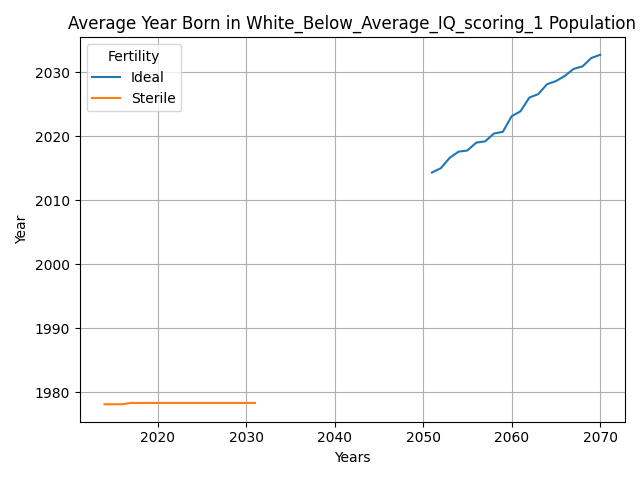 Average Year Born in White_Below_Average_IQ_scoring_1 Population
Fertility
Ideal
Sterile
2030
2020
2010
2000
1990
1980
Year
2020 2030 2040 2050 2060 2070
Years